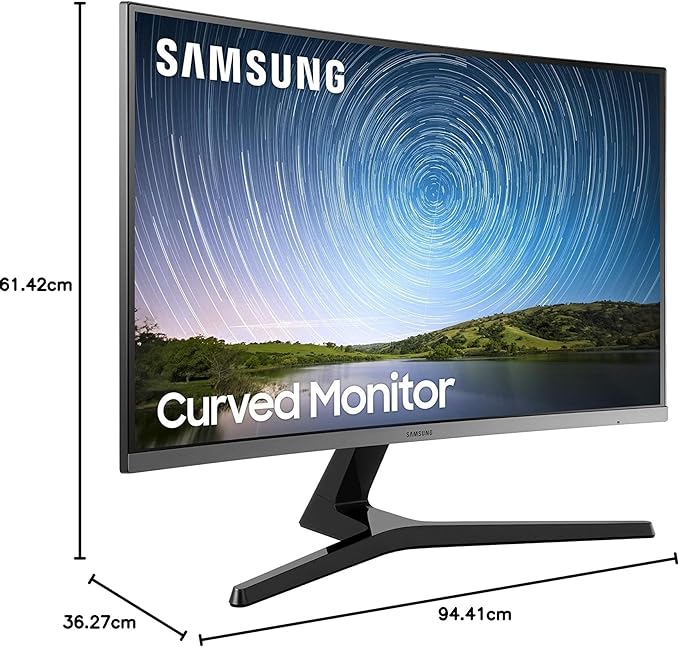 SAMSUNG
61.42cm
Curved Monitor
SAMSUNG
36.27cm
94.41cm